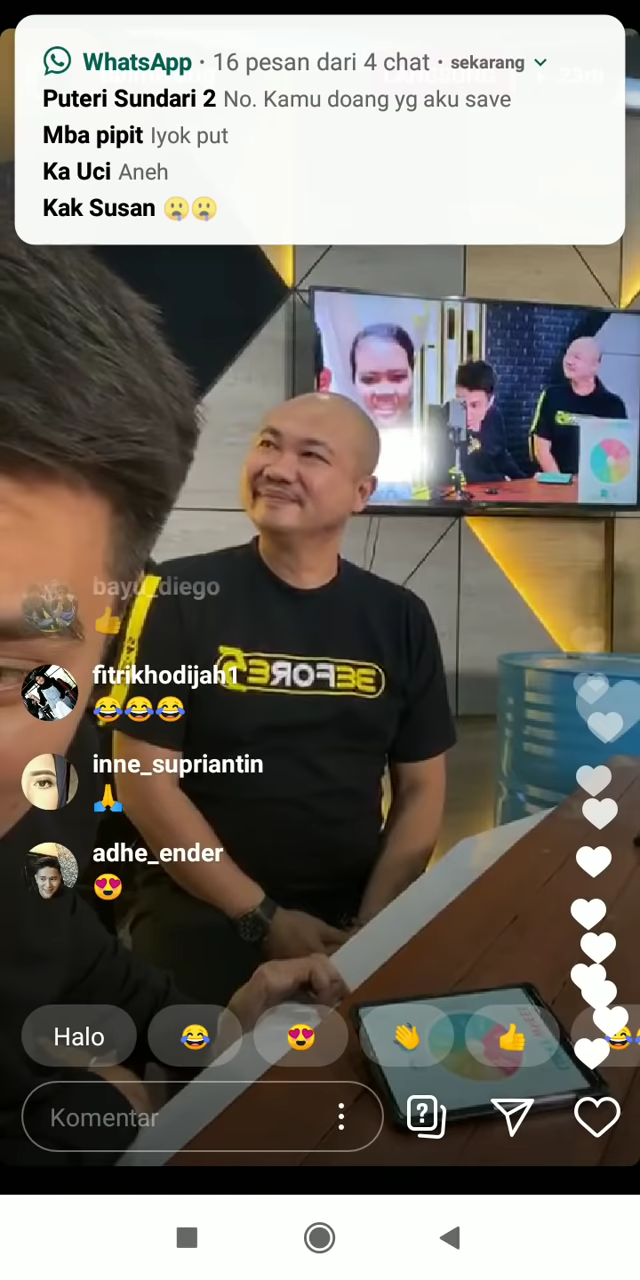 WhatsApp · 16 pesan dari 4 chat · sekarang
Puteri Sundari 2 No. Kamu doang yg aku save
Mba pipit Iyok put
Ka Uci Aneh
Kak Susan 😦😦
BEFORE
bayu_diego
👍
fitrikhodijah1
😂😂😂
inne_supriantin
🙏
adhe_ender
😍
Halo 😂 😍 👋 👍 😂
Komentar